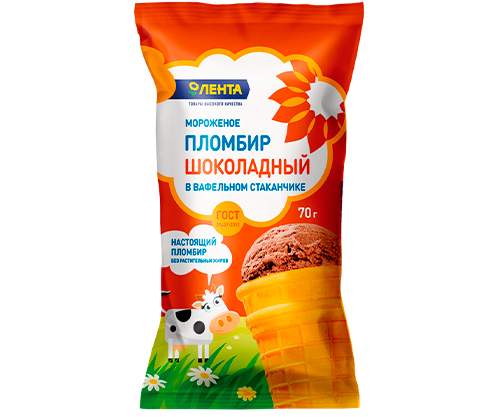 ЛЕНТА
ТОВАРЫ ВЫСОКОГО КАЧЕСТВА
МОРОЖЕНОЕ
ПЛОМБИР
ШОКОЛАДНЫЙ
В ВАФЕЛЬНОМ СТАКАНЧИКЕ
ГОСТ
70 г
НАСТОЯЩИЙ
ПЛОМБИР
БЕЗ РАСТИТЕЛЬНЫХ ЖИРОВ